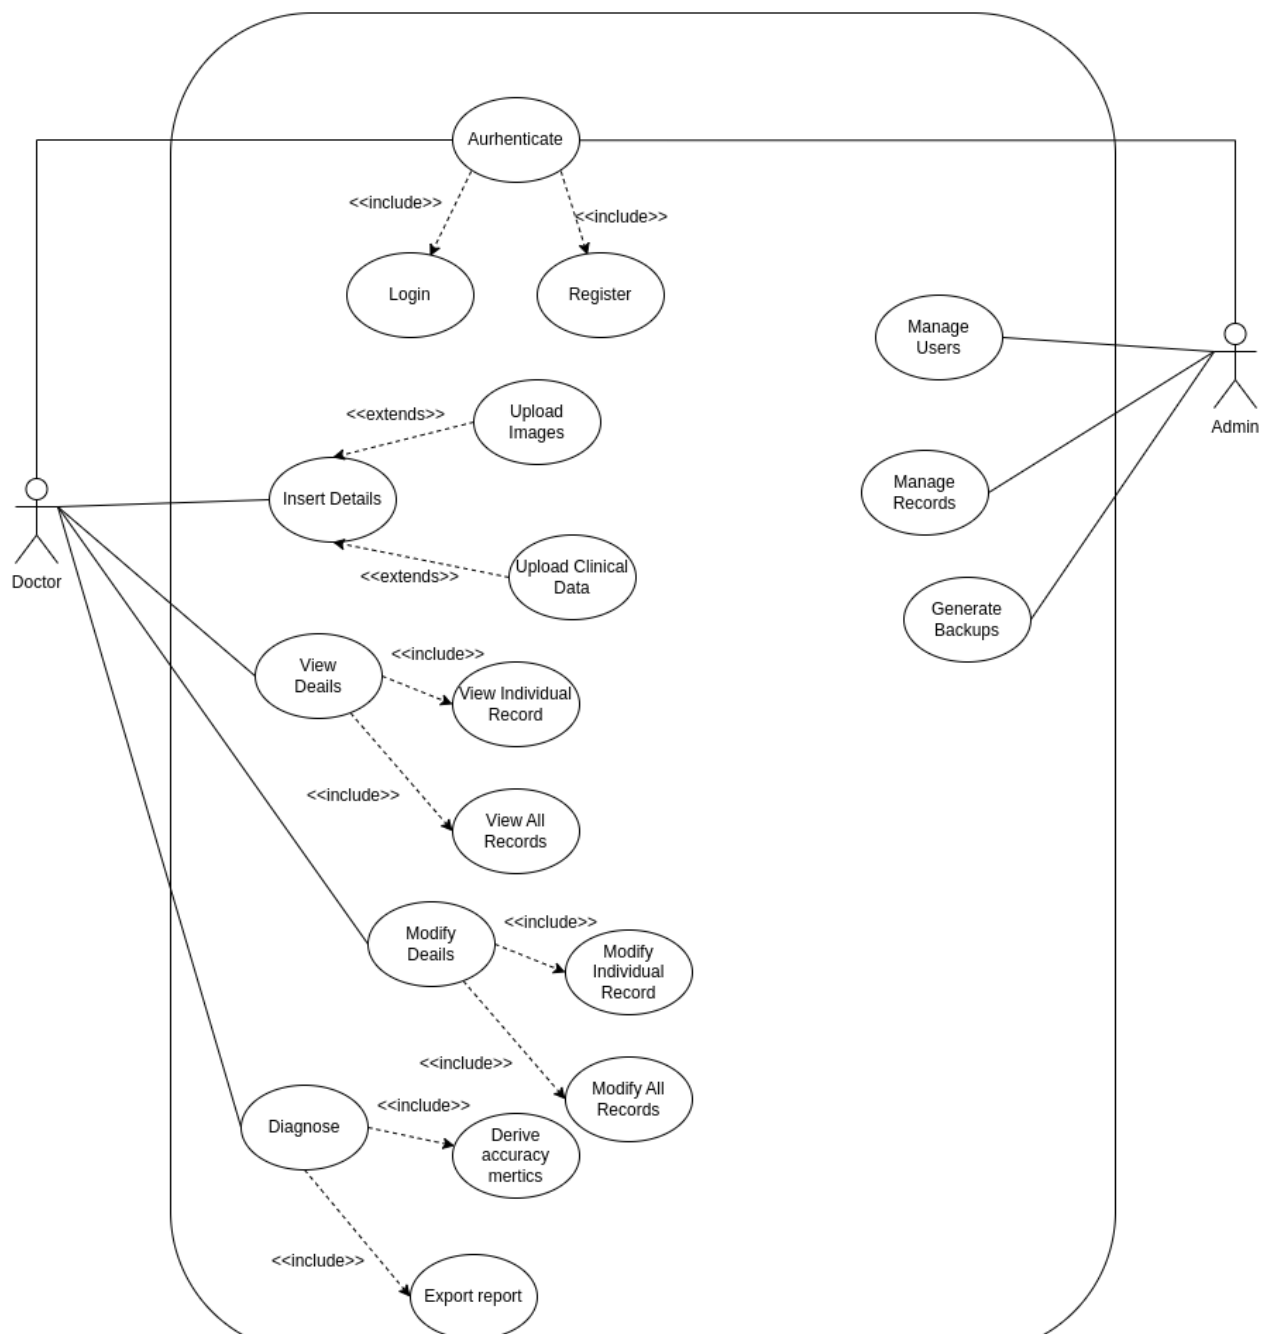 Aurhenticate
<<include>>
<<include>>
Login
Register
Manage
Users
Upload
Images
<<extends>>
Admin
Insert Details
Manage
Records
Upload Clinical
Data
<<extends>>
Doctor
Generate
Backups
View
Deails
<<include>>
View Individual
Record
<<include>>
View All
Records
Modify
Deails
<<include>>
Modify
Individual
Record
<<include>>
Modify All
Records
Diagnose
<<include>>
Derive
accuracy
mertics
<<include>>
Export report